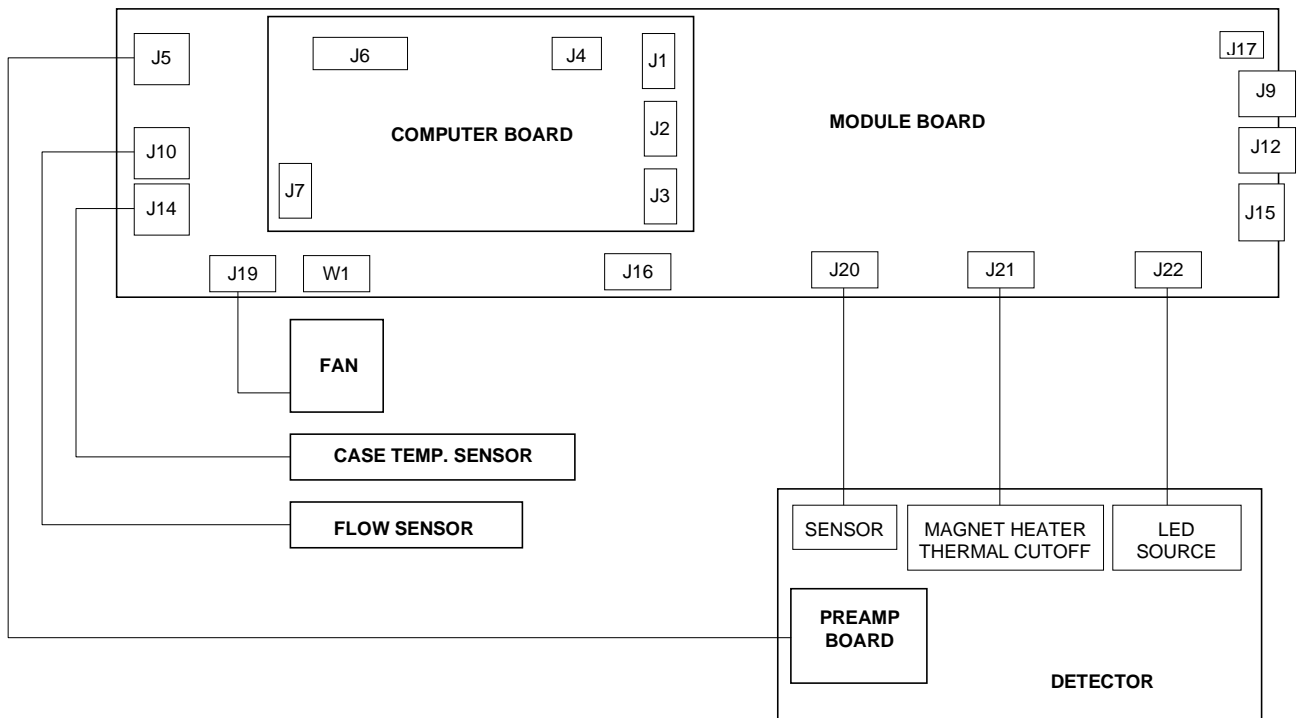 J5
J6
J4
J1
J17
J9
COMPUTER BOARD
J2
MODULE BOARD
J12
J10
J7
J3
J14
J15
J19
W1
J16
J20
J21
J22
FAN
CASE TEMP. SENSOR
FLOW SENSOR
SENSOR
MAGNET HEATER
THERMAL CUTOFF
LED
SOURCE
PREAMP
BOARD
DETECTOR